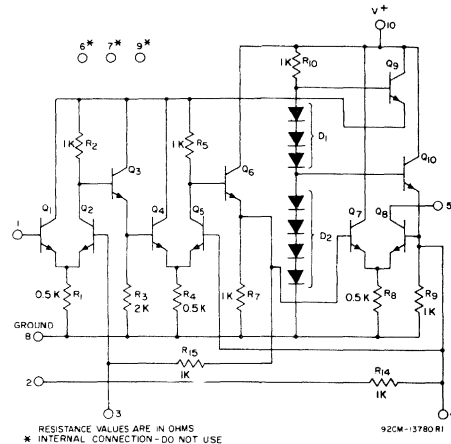 V+
10
6* 7* 9*
1K R10
Q9
1K R2
Q3
1K R5
Q6
D1
Q10
Q1 Q2 Q4 Q5
D2
Q7 Q8
5
1
0.5 K R1
R3
2K
R4
0.5K
1K R7
0.5K R8
R9
1K
GROUND
8
R15
1K
2
R14
1K
3
RESISTANCE VALUES ARE IN OHMS
* INTERNAL CONNECTION-DO NOT USE
92CM-13780 R1